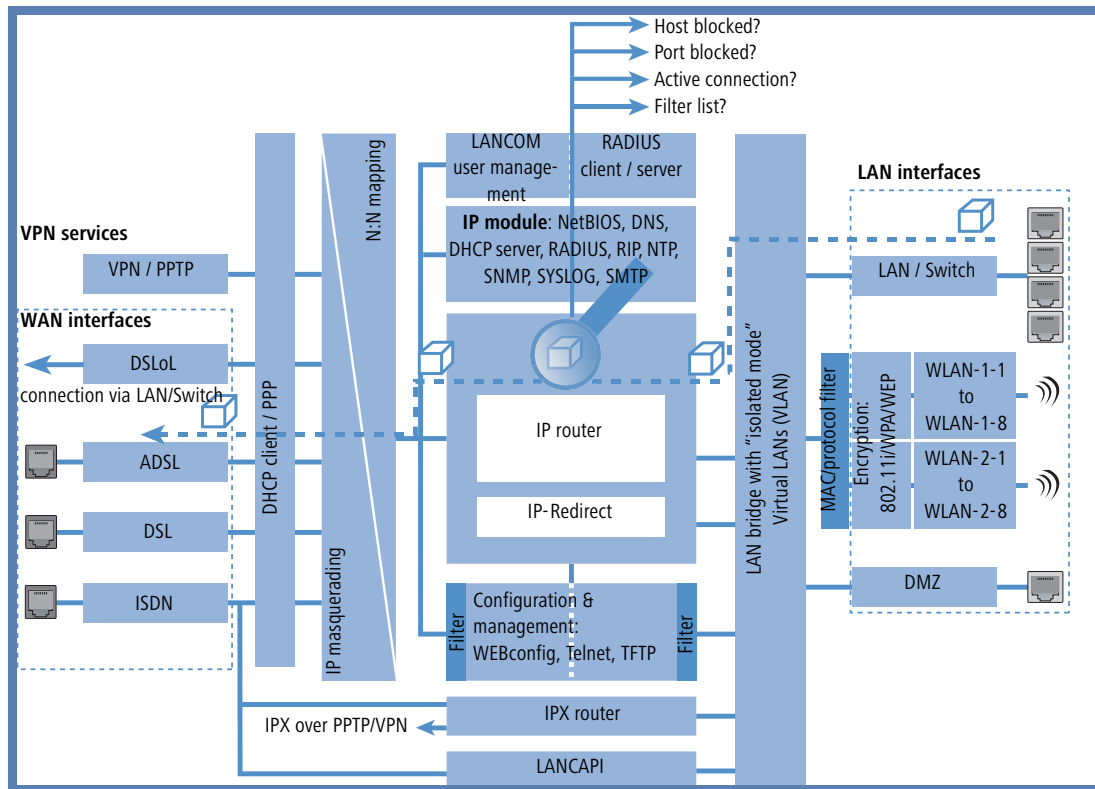 Host blocked?
Port blocked?
Active connection?
Filter list?
LANCOM
user manage-
ment
RADIUS
client / server
LAN interfaces
N:N mapping
IP module: NetBIOS, DNS,
DHCP server, RADIUS, RIP, NTP,
SNMP, SYSLOG, SMTP
VPN services
VPN / PPTP
LAN / Switch
WAN interfaces
DSLoL
connection via LAN/Switch
ADSL
DSL
ISDN
DHCP client / PPP
IP masquerading
IP router
IP-Redirect
LAN bridge with "isolated mode"
Virtual LANs (VLAN)
MAC/protocol filter
Encryption:
802.11i/WPA/WEP
WLAN-1-1
to
WLAN-1-8
WLAN-2-1
to
WLAN-2-8
DMZ
Filter
Configuration &
management:
WEBconfig, Telnet, TFTP
Filter
IPX over PPTP/VPN
IPX router
LANCAPI